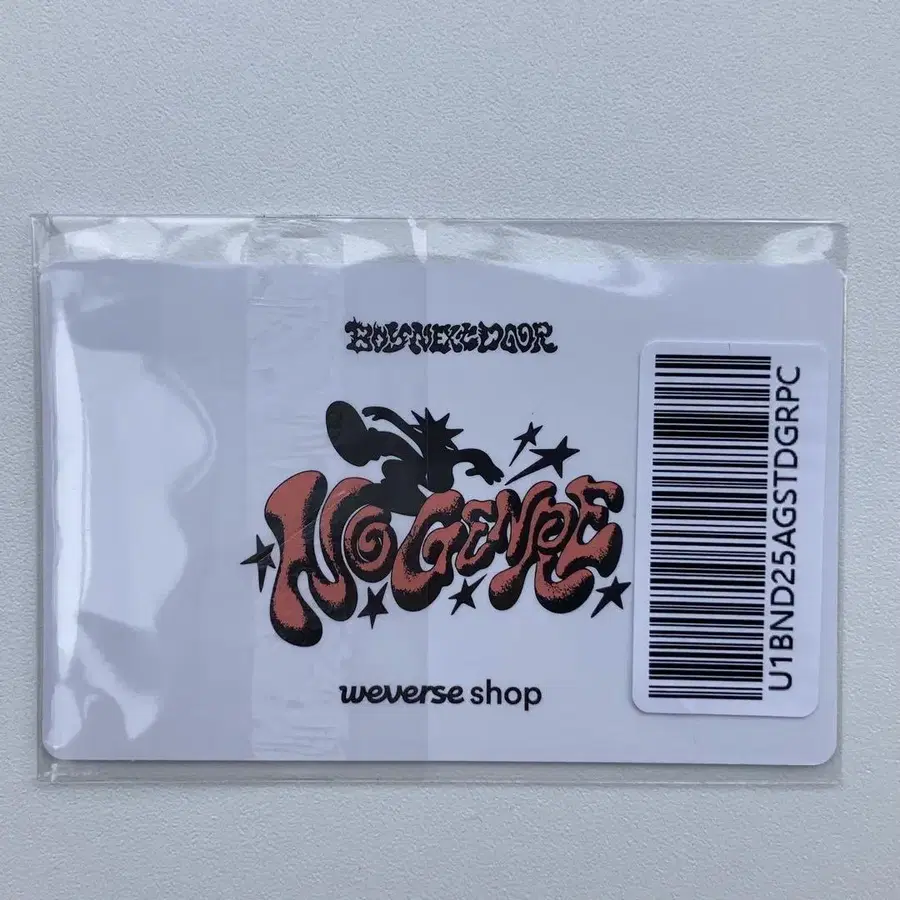 BOYNEXTDOOR
NO GENRE
weverse shop
U1BND25AGSTDGRPC